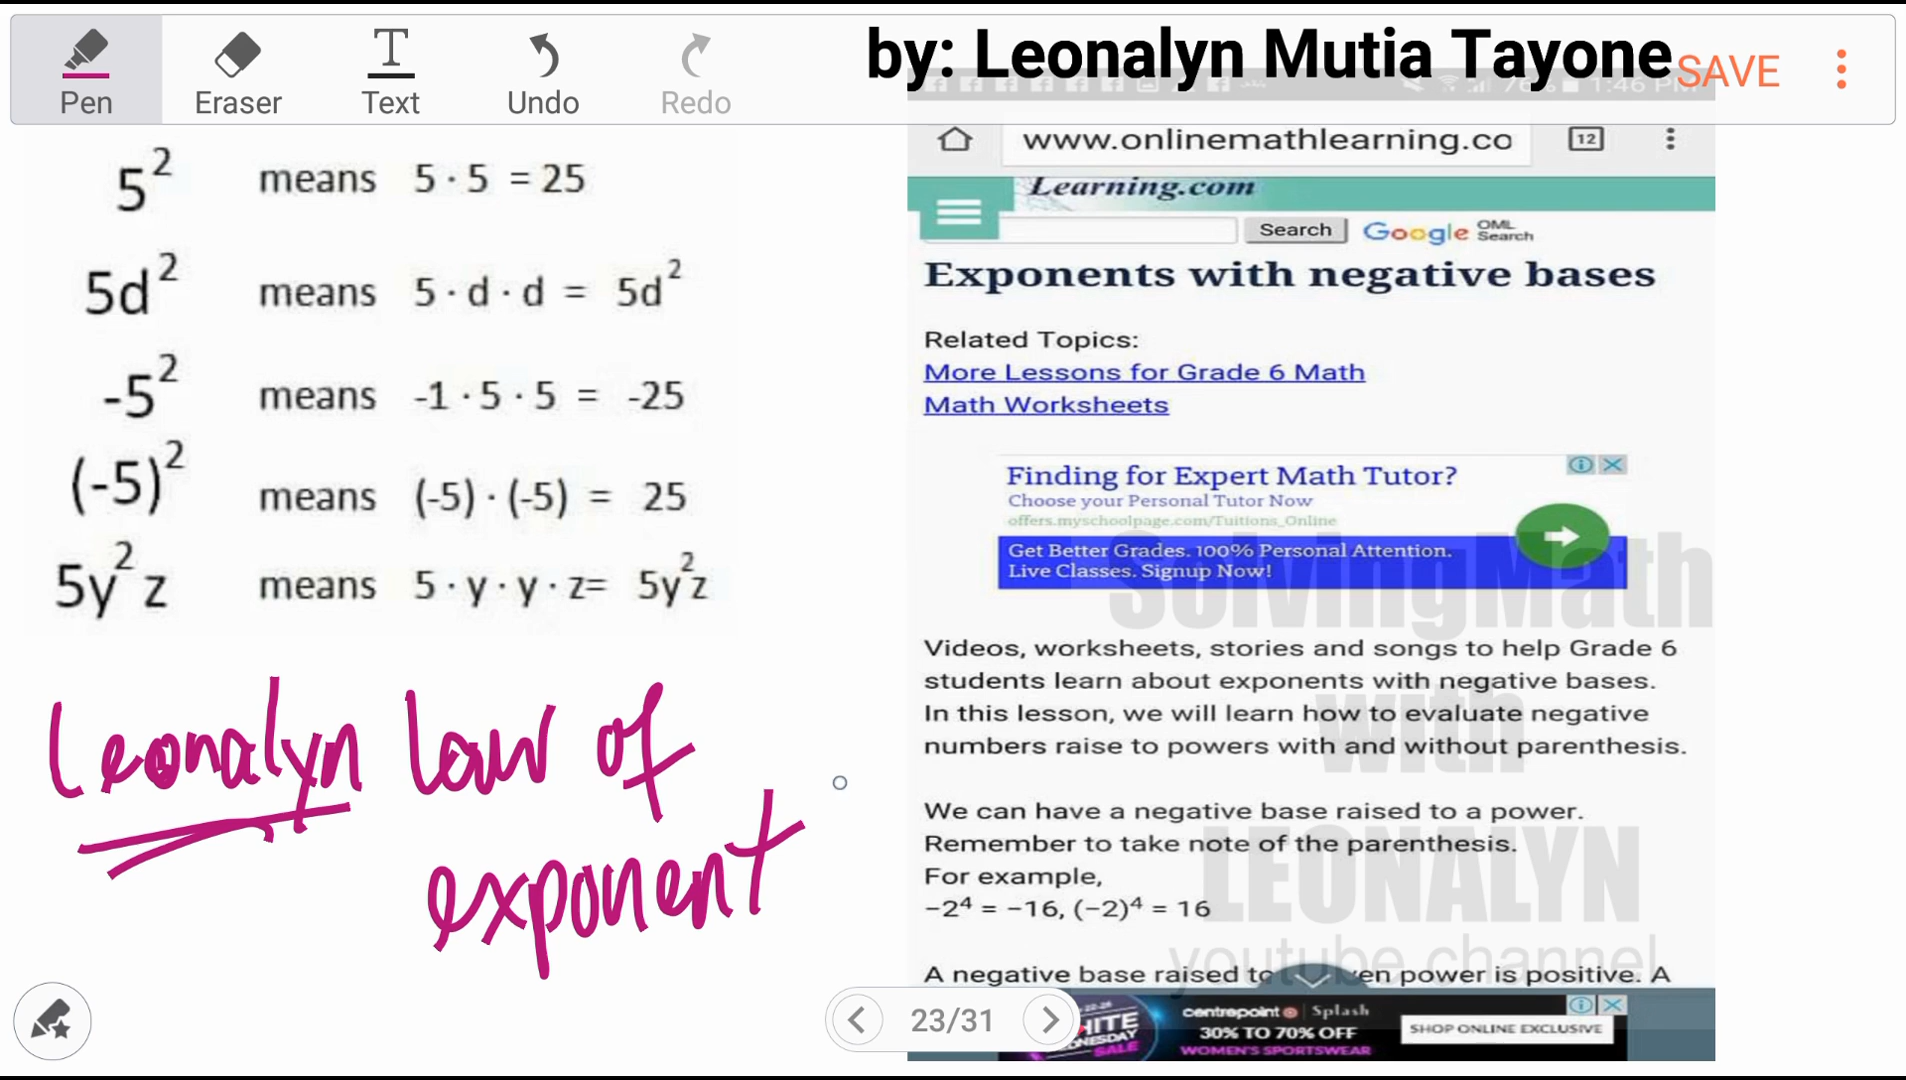 by: Leonalyn Mutia Tayone
SAVE
Pen
Eraser
Text
Undo
Redo
5² means 5 · 5 = 25
5d² means 5 · d · d = 5d²
-5² means -1 · 5 · 5 = -25
(-5)² means (-5) · (-5) = 25
5y²z means 5 · y · y · z= 5y²z
Leonalyn law of
exponent
1:46 PM
www.onlinemathlearning.co
12
Learning.com
Search
Google OML Search
Exponents with negative bases
Related Topics:
More Lessons for Grade 6 Math
Math Worksheets
Finding for Expert Math Tutor?
Choose your Personal Tutor Now
offers.myschoolpage.com/Tuitions_Online
Get Better Grades. 100% Personal Attention.
Live Classes. Signup Now!
Videos, worksheets, stories and songs to help Grade 6
students learn about exponents with negative bases.
In this lesson, we will learn how to evaluate negative
numbers raise to powers with and without parenthesis.
We can have a negative base raised to a power.
Remember to take note of the parenthesis.
For example,
−2⁴ = −16, (−2)⁴ = 16
A negative base raised to en power is positive. A
SolvingMath
with
LEONALYN
youtube channel
23/31
centrepoint Splash
30% TO 70% OFF
WOMEN'S SPORTSWEAR
SALE
SHOP ONLINE EXCLUSIVE